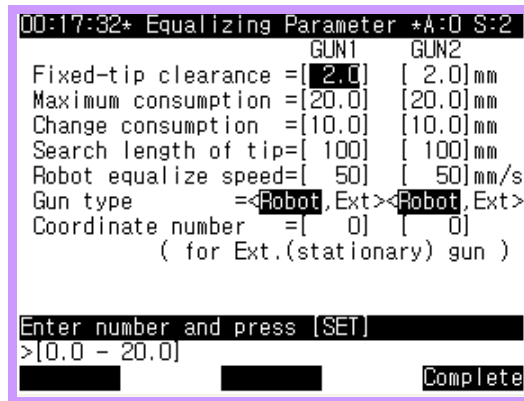 00:17:32* Equalizing Parameter *A:0 S:2
GUN1 GUN2
Fixed-tip clearance =[ 2.0] [ 2.0]mm
Maximum consumption =[20.0] [20.0]mm
Change consumption =[10.0] [10.0]mm
Search length of tip=[ 100] [ 100]mm
Robot equalize speed=[ 50] [ 50]mm/s
Gun type =<Robot,Ext><Robot,Ext>
Coordinate number =[ 0] [ 0]
( for Ext.(stationary) gun )
Enter number and press [SET]
>[0.0 - 20.0]
Complete